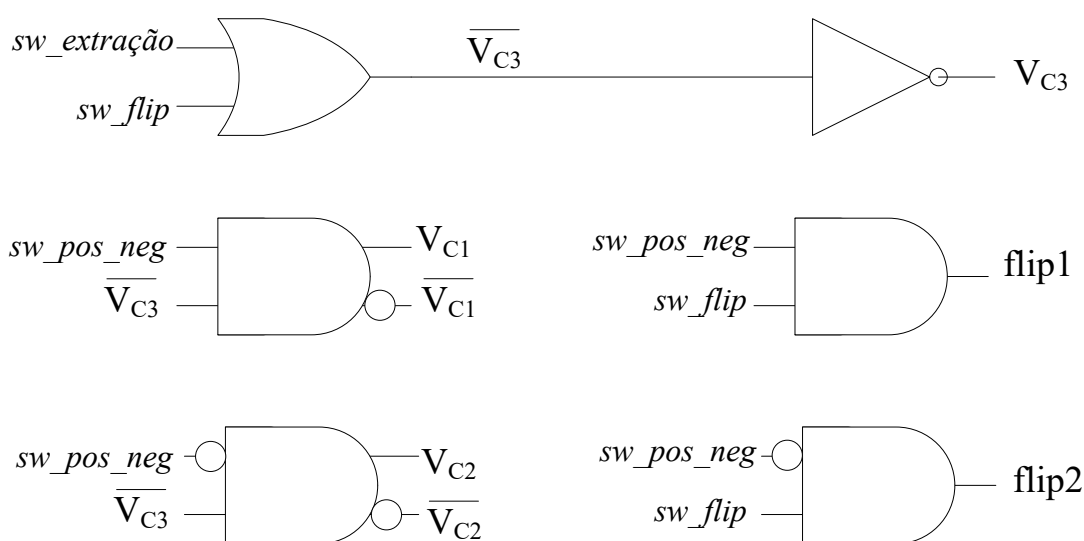 sw_extração
sw_flip
V̅C3
VC3
sw_pos_neg
V̅C3
VC1
V̅C1
sw_pos_neg
sw_flip
flip1
sw_pos_neg
V̅C3
VC2
V̅C2
sw_pos_neg
sw_flip
flip2